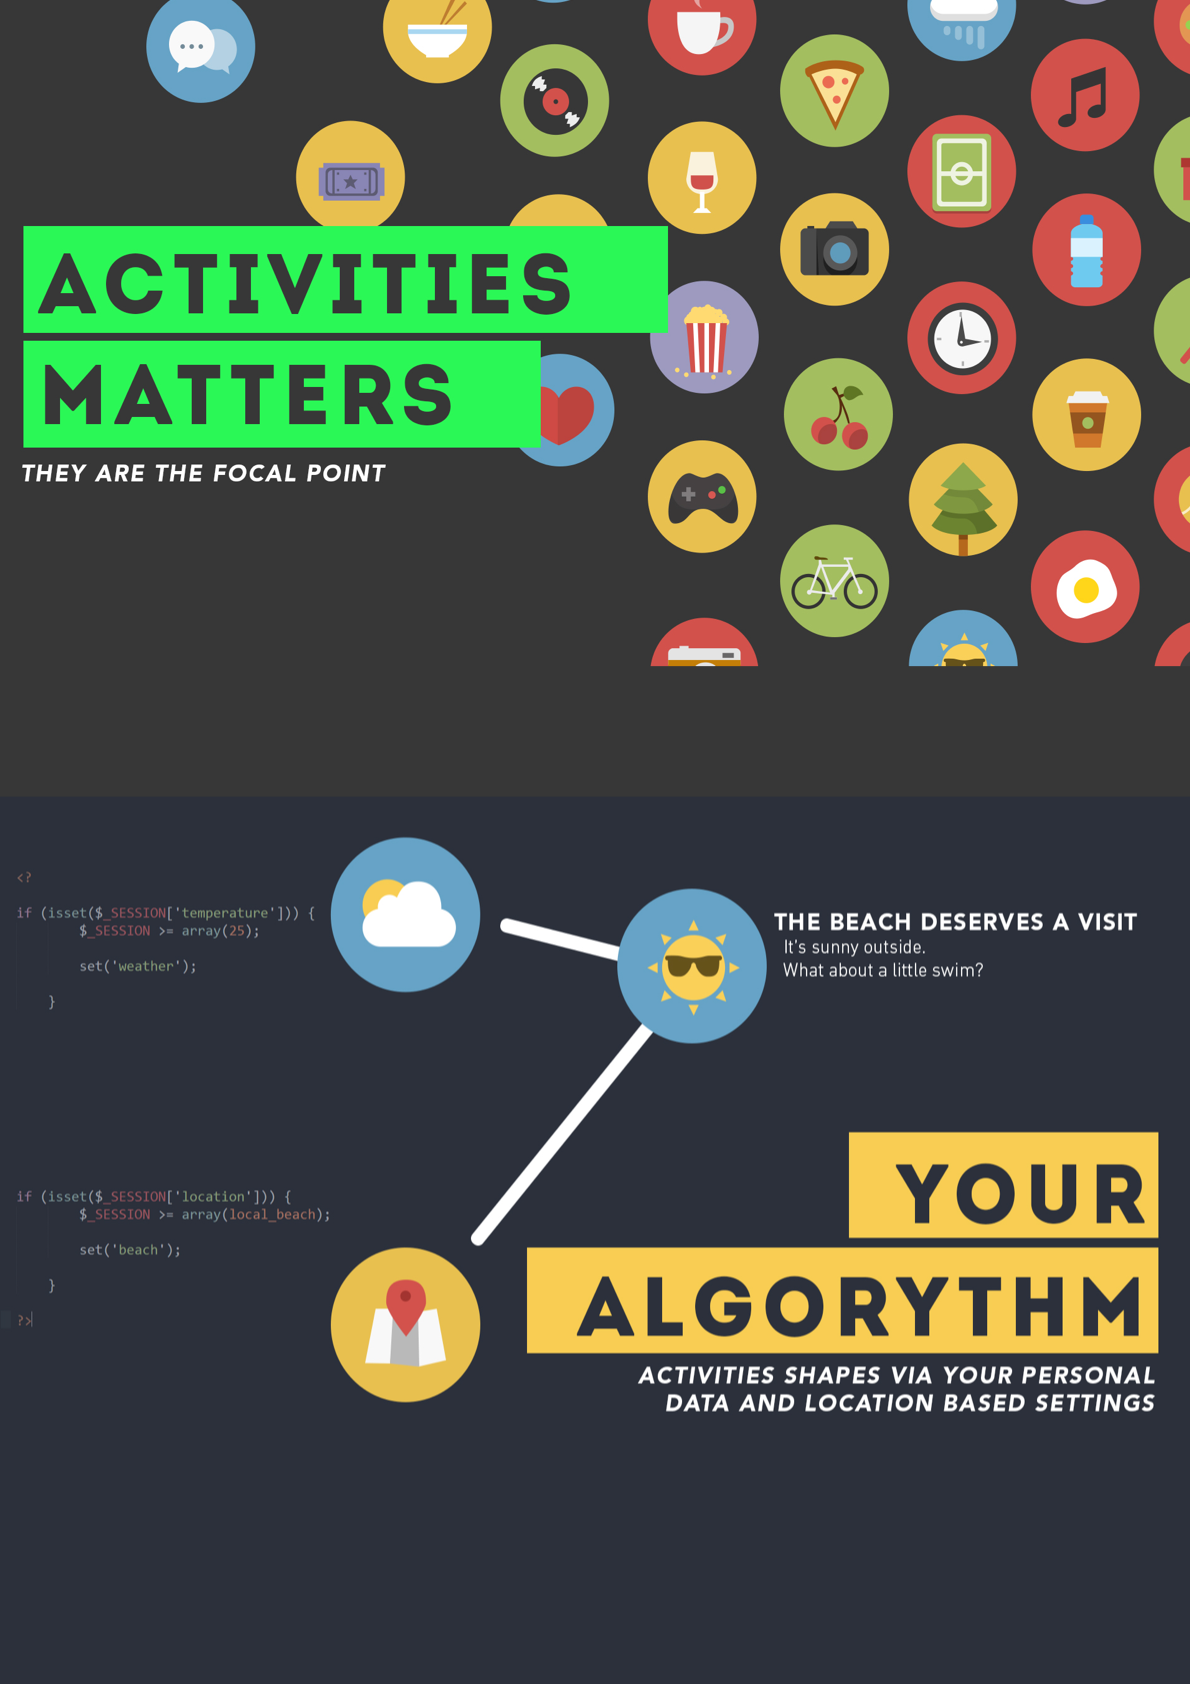 ACTIVITIES
MATTERS
THEY ARE THE FOCAL POINT
<?
if (isset($_SESSION['temperature'])) {
$_SESSION >= array(25);
set('weather');
}
THE BEACH DESERVES A VISIT
It's sunny outside.
What about a little swim?
if (isset($_SESSION['location'])) {
$_SESSION >= array(local_beach);
set('beach');
}
?>
YOUR
ALGORYTHM
ACTIVITIES SHAPES VIA YOUR PERSONAL
DATA AND LOCATION BASED SETTINGS